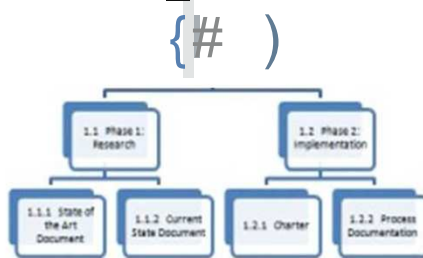 {# )
1.1 Phase 1:
Research
1.2 Phase 2:
Implementation
1.1.1 State of
the Art
Document
1.1.2 Current
State Document
1.2.1 Charter
1.2.2 Process
Documentation